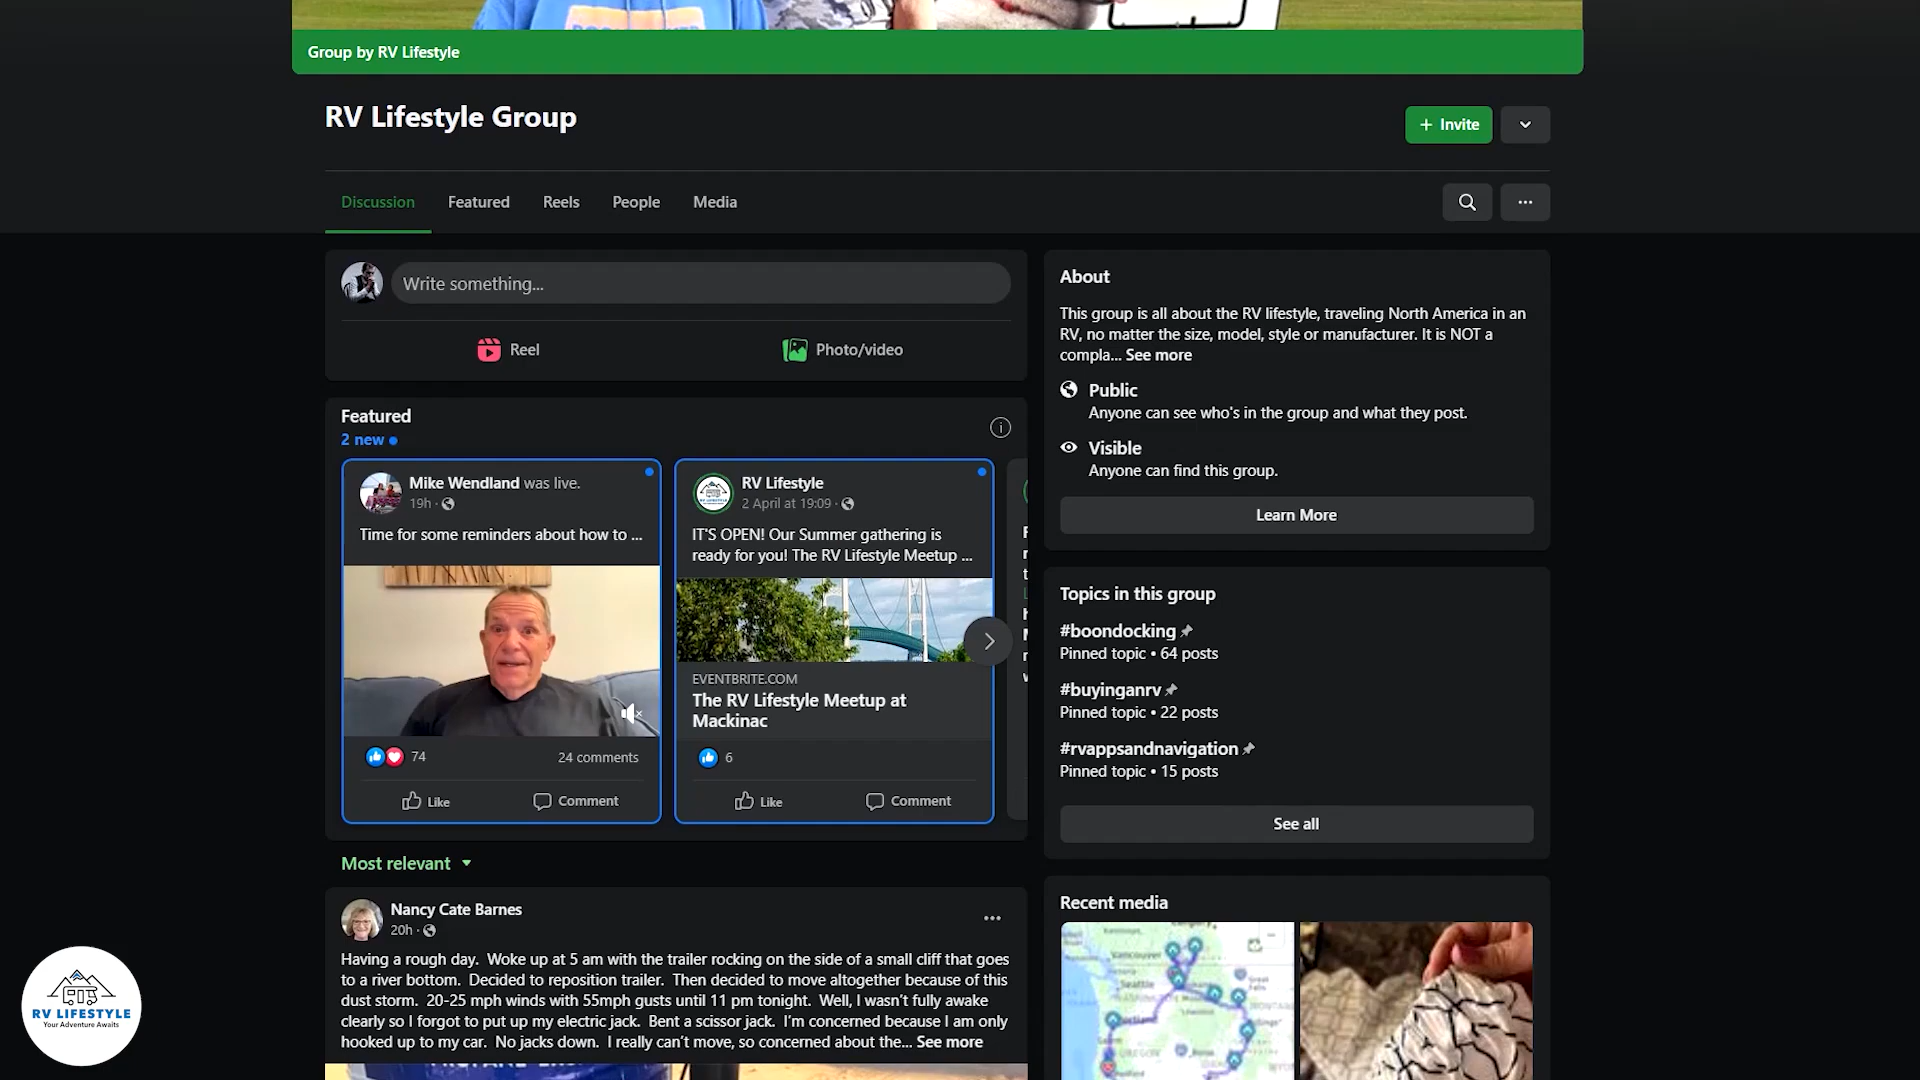 Group by RV Lifestyle
RV Lifestyle Group
+ Invite
Discussion
Featured
Reels
People
Media
Write something...
Reel
Photo/video
Featured
2 new
Mike Wendland was live.
19h
Time for some reminders about how to ...
74
24 comments
Like
Comment
RV Lifestyle
2 April at 19:09
IT'S OPEN! Our Summer gathering is
ready for you! The RV Lifestyle Meetup ...
EVENTBRITE.COM
The RV Lifestyle Meetup at
Mackinac
6
Like
Comment
Most relevant
Nancy Cate Barnes
20h
Having a rough day. Woke up at 5 am with the trailer rocking on the side of a small cliff that goes
to a river bottom. Decided to reposition trailer. Then decided to move altogether because of this
dust storm. 20-25 mph winds with 55mph gusts until 11 pm tonight. Well, I wasn't fully awake
clearly so I forgot to put up my electric jack. Bent a scissor jack. I'm concerned because I am only
hooked up to my car. No jacks down. I really can't move, so concerned about the... See more
About
This group is all about the RV lifestyle, traveling North America in an
RV, no matter the size, model, style or manufacturer. It is NOT a
compla... See more
Public
Anyone can see who's in the group and what they post.
Visible
Anyone can find this group.
Learn More
Topics in this group
#boondocking
Pinned topic • 64 posts
#buyinganrv
Pinned topic • 22 posts
#rvappsandnavigation
Pinned topic • 15 posts
See all
Recent media
Vancouver
Seattle
RV LIFESTYLE
Your Adventure Awaits